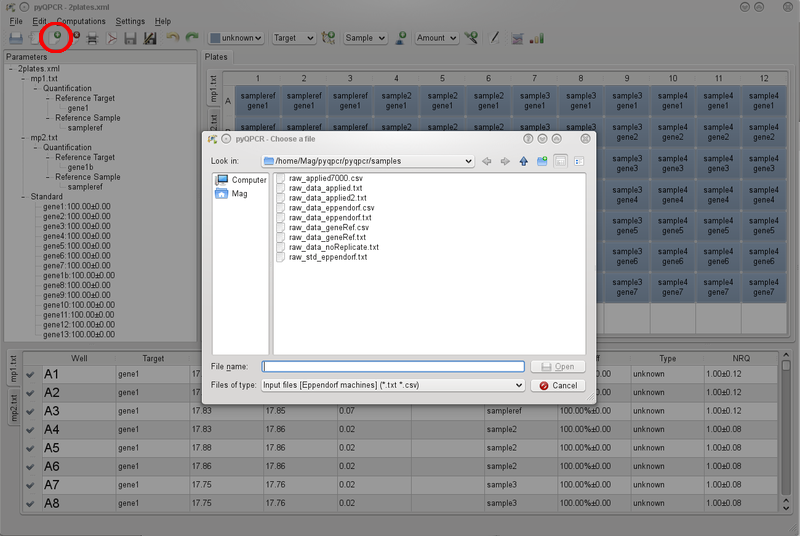 pyQPCR - 2plates.xml
File Edit Computations Settings Help
unknown Target Sample Amount
Parameters
2plates.xml
mp1.txt
Quantification
Reference Target
gene1
Reference Sample
sampleref
mp2.txt
Quantification
Reference Target
gene1b
Reference Sample
sampleref
Standard
gene1:100.00±0.00
gene2:100.00±0.00
gene3:100.00±0.00
gene4:100.00±0.00
gene5:100.00±0.00
gene6:100.00±0.00
gene7:100.00±0.00
gene1b:100.00±0.00
gene8:100.00±0.00
gene9:100.00±0.00
gene10:100.00±0.00
gene11:100.00±0.00
gene12:100.00±0.00
gene13:100.00±0.00
Plates
mp1.txt
mp2.txt
1 2 3 4 5 6 7 8 9 10 11 12
A
sampleref sampleref sampleref sample2 sample2 sample2 sample3 sample3 sample3 sample4 sample4 sample4
gene1 gene1 gene1 gene1 gene1 gene1 gene1 gene1 gene1 gene1 gene1 gene1
sample3 sample4 sample4 sample4
gene2 gene2 gene2 gene2
sample3 sample4 sample4 sample4
gene3 gene3 gene3 gene3
sample3 sample4 sample4 sample4
gene4 gene4 gene4 gene4
sample3 sample4 sample4 sample4
gene5 gene5 gene5 gene5
sample3 sample4 sample4 sample4
gene6 gene6 gene6 gene6
sample3 sample4 sample4 sample4
gene7 gene7 gene7 gene7
pyQPCR - Choose a file
Look in: /home/Mag/pyqpcr/pyqpcr/samples
Computer
Mag
raw_applied7000.csv
raw_data_applied.txt
raw_data_applied2.txt
raw_data_eppendorf.csv
raw_data_eppendorf.txt
raw_data_geneRef.csv
raw_data_geneRef.txt
raw_data_noReplicate.txt
raw_std_eppendorf.txt
File name: Open
Files of type: Input files [Eppendorf machines] (*.txt *.csv) Cancel
mp1.txt
mp2.txt
Well Target Type NRQ
A1 gene1 unknown 1.00±0.12
A2 gene1 unknown 1.00±0.12
A3 gene1 17.83 17.85 0.07 sampleref 100.00%±0.00 unknown 1.00±0.12
A4 gene1 17.83 17.86 0.02 sample2 100.00%±0.00 unknown 1.00±0.08
A5 gene1 17.88 17.86 0.02 sample2 100.00%±0.00 unknown 1.00±0.08
A6 gene1 17.86 17.86 0.02 sample2 100.00%±0.00 unknown 1.00±0.08
A7 gene1 17.75 17.76 0.02 sample3 100.00%±0.00 unknown 1.00±0.08
A8 gene1 17.75 17.76 0.02 sample3 100.00%±0.00 unknown 1.00±0.08